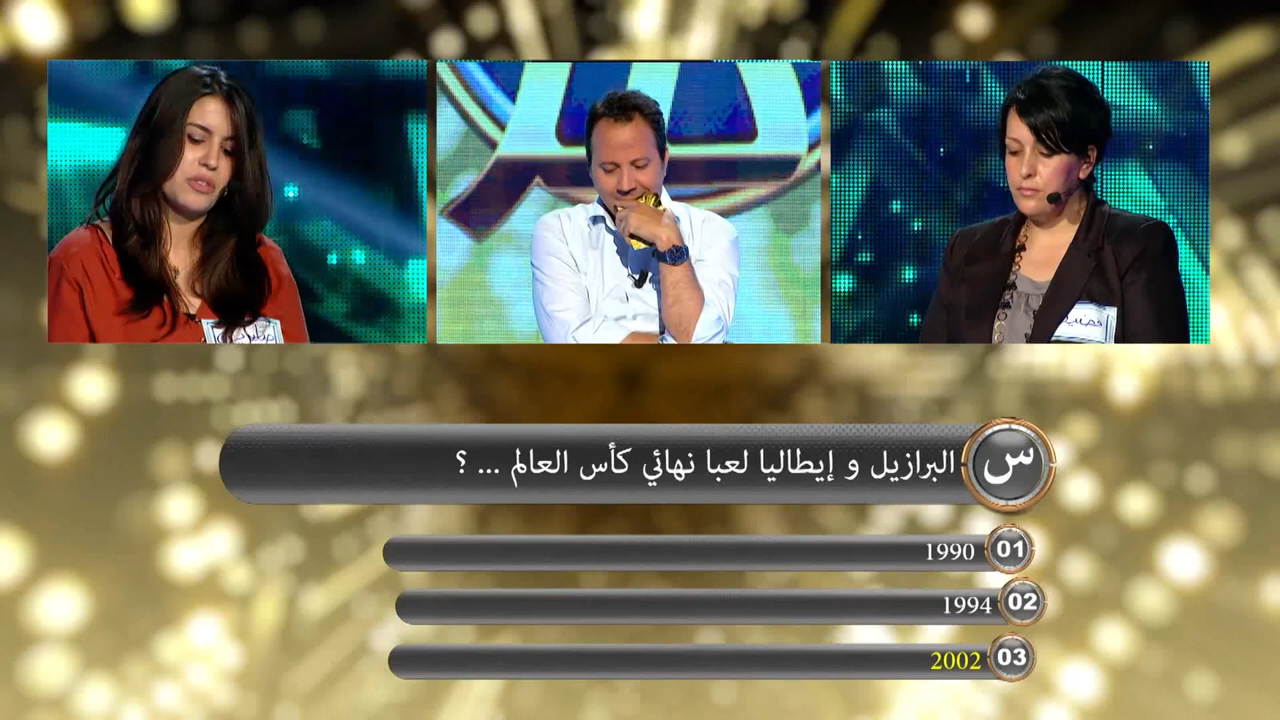 س
البرازيل و إيطاليا لعبا نهائي كأس العالم ... ؟
01 1990
02 1994
03 2002